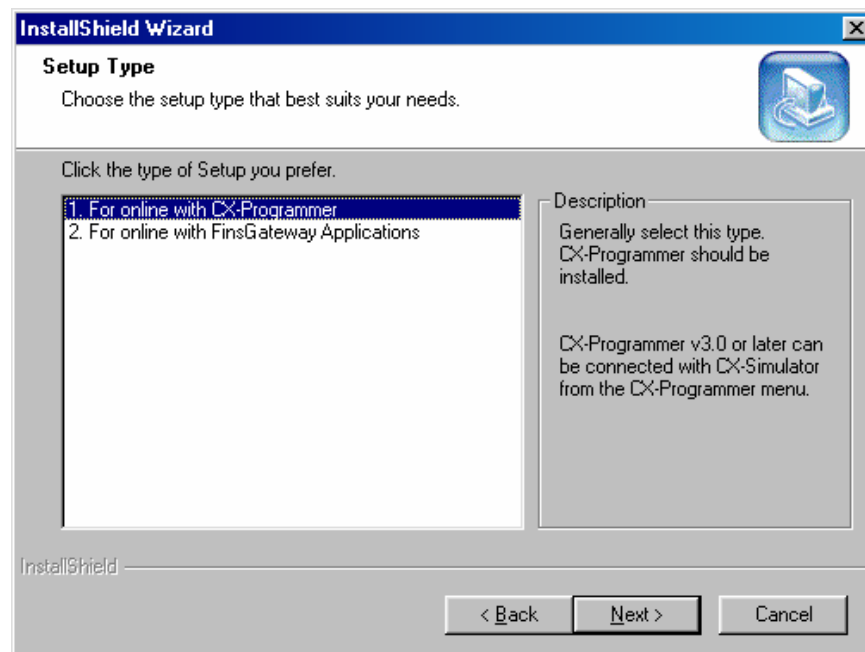 InstallShield Wizard
Setup Type
Choose the setup type that best suits your needs.
Click the type of Setup you prefer.
1. For online with CX-Programmer
2. For online with FinsGateway Applications
Description
Generally select this type.
CX-Programmer should be
installed.
CX-Programmer v3.0 or later can
be connected with CX-Simulator
from the CX-Programmer menu.
InstallShield
< Back
Next >
Cancel